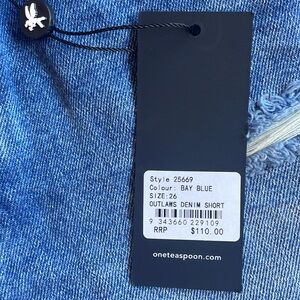 Style 25669
Colour: BAY BLUE
SIZE:26
OUTLAWS DENIM SHORT
9 343660 229109
RRP $110.00
oneteaspoon.com